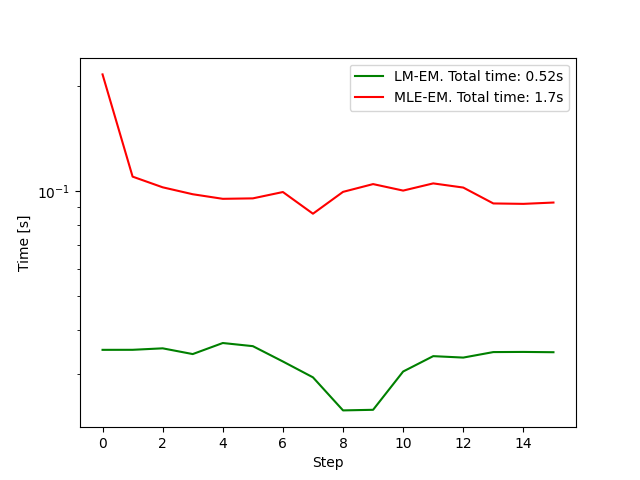 LM-EM. Total time: 0.52s
MLE-EM. Total time: 1.7s
10⁻¹
Time [s]
0 2 4 6 8 10 12 14
Step